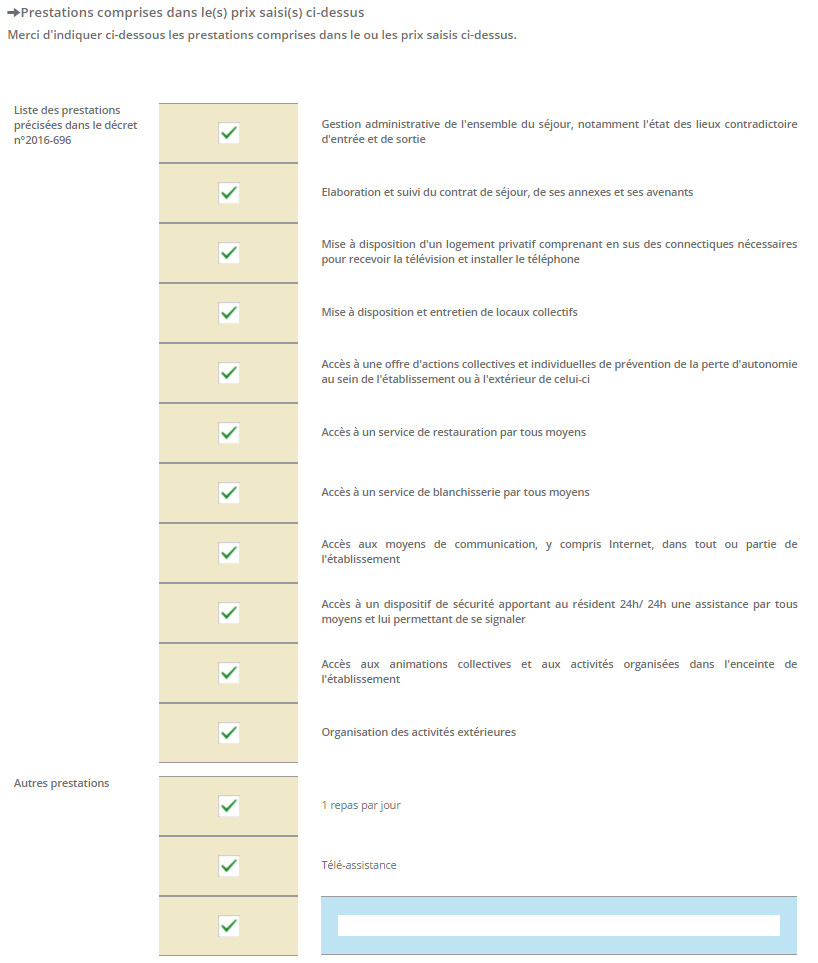 ➔Prestations comprises dans le(s) prix saisi(s) ci-dessus
Merci d'indiquer ci-dessous les prestations comprises dans le ou les prix saisis ci-dessus.
Liste des prestations
précisées dans le décret
n°2016-696
Gestion administrative de l'ensemble du séjour, notamment l'état des lieux contradictoire
d'entrée et de sortie
Elaboration et suivi du contrat de séjour, de ses annexes et ses avenants
Mise à disposition d'un logement privatif comprenant en sus des connectiques nécessaires
pour recevoir la télévision et installer le téléphone
Mise à disposition et entretien de locaux collectifs
Accès à une offre d'actions collectives et individuelles de prévention de la perte d'autonomie
au sein de l'établissement ou à l'extérieur de celui-ci
Accès à un service de restauration par tous moyens
Accès à un service de blanchisserie par tous moyens
Accès aux moyens de communication, y compris Internet, dans tout ou partie de
l'établissement
Accès à un dispositif de sécurité apportant au résident 24h/ 24h une assistance par tous
moyens et lui permettant de se signaler
Accès aux animations collectives et aux activités organisées dans l'enceinte de
l'établissement
Organisation des activités extérieures
Autres prestations
1 repas par jour
Télé-assistance